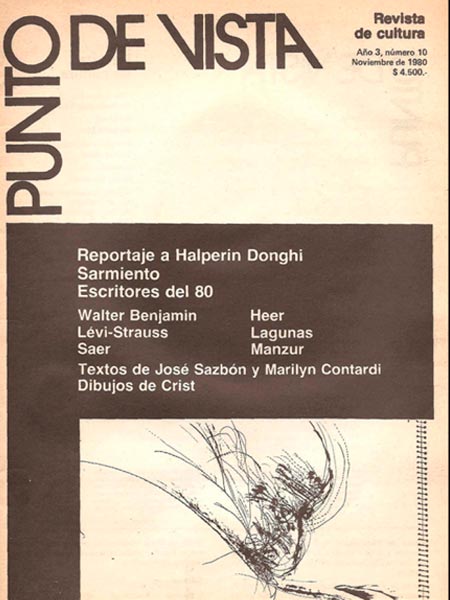 PUNTO DE VISTA
Revista
de cultura
Año 3, número 10
Noviembre de 1980
$ 4.500.-
Reportaje a Halperin Donghi
Sarmiento
Escritores del 80
Walter Benjamin
Lévi-Strauss
Saer
Heer
Lagunas
Manzur
Textos de José Sazbón y Marilyn Contardi
Dibujos de Crist